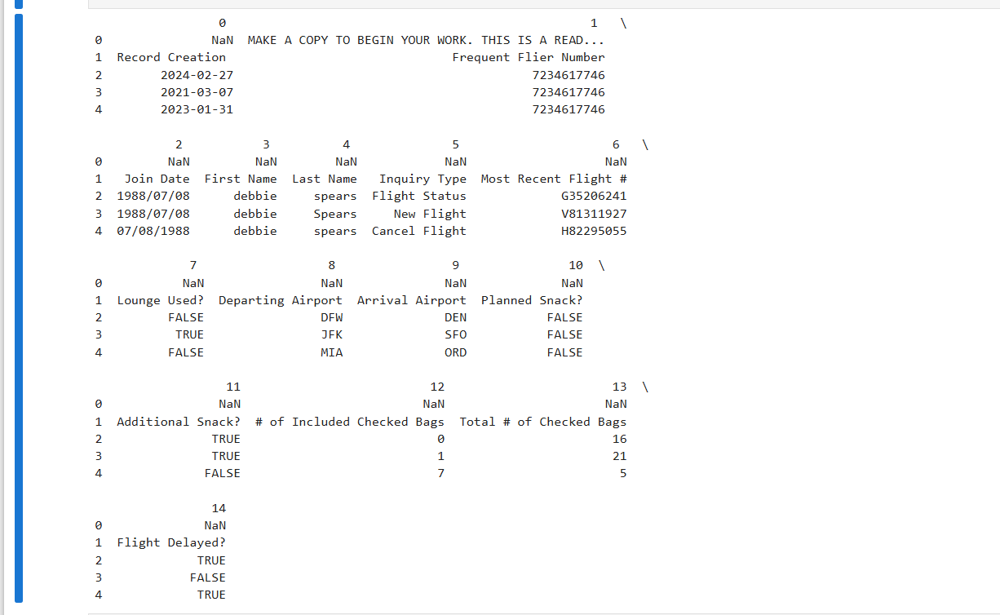 0 1 \
0 NaN MAKE A COPY TO BEGIN YOUR WORK. THIS IS A READ...
1 Record Creation Frequent Flier Number
2 2024-02-27 7234617746
3 2021-03-07 7234617746
4 2023-01-31 7234617746
2 3 4 5 6 \
0 NaN NaN NaN NaN NaN
1 Join Date First Name Last Name Inquiry Type Most Recent Flight #
2 1988/07/08 debbie spears Flight Status G35206241
3 1988/07/08 debbie Spears New Flight V81311927
4 07/08/1988 debbie spears Cancel Flight H82295055
7 8 9 10 \
0 NaN NaN NaN NaN
1 Lounge Used? Departing Airport Arrival Airport Planned Snack?
2 FALSE DFW DEN FALSE
3 TRUE JFK SFO FALSE
4 FALSE MIA ORD FALSE
11 12 13 \
0 NaN NaN NaN
1 Additional Snack? # of Included Checked Bags Total # of Checked Bags
2 TRUE 0 16
3 TRUE 1 21
4 FALSE 7 5
14
0 NaN
1 Flight Delayed?
2 TRUE
3 FALSE
4 TRUE